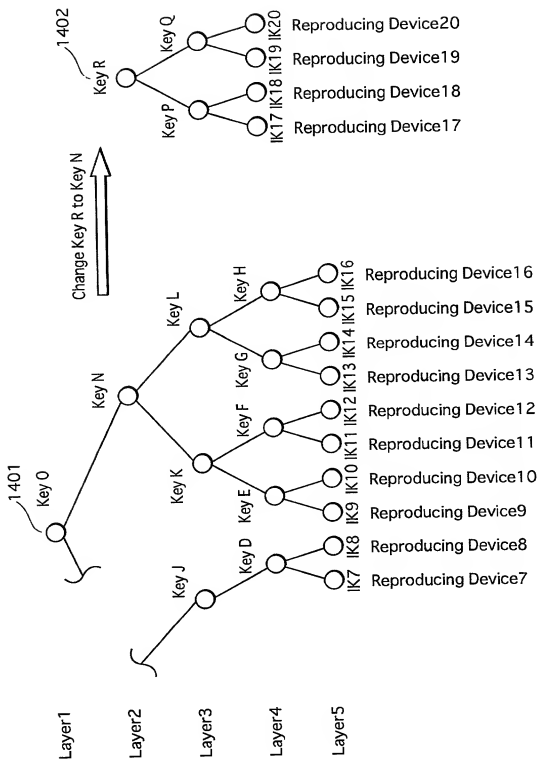 1402
Key R
Key Q
Key P
IK20
IK19
IK18
IK17
Reproducing Device20
Reproducing Device19
Reproducing Device18
Reproducing Device17
Change Key R to Key N
1401
Key O
Key N
Key L
Key K
Key J
Key H
Key G
Key F
Key E
Key D
IK16
IK15
IK14
IK13
IK12
IK11
IK10
IK9
IK8
IK7
Reproducing Device16
Reproducing Device15
Reproducing Device14
Reproducing Device13
Reproducing Device12
Reproducing Device11
Reproducing Device10
Reproducing Device9
Reproducing Device8
Reproducing Device7
Layer1
Layer2
Layer3
Layer4
Layer5